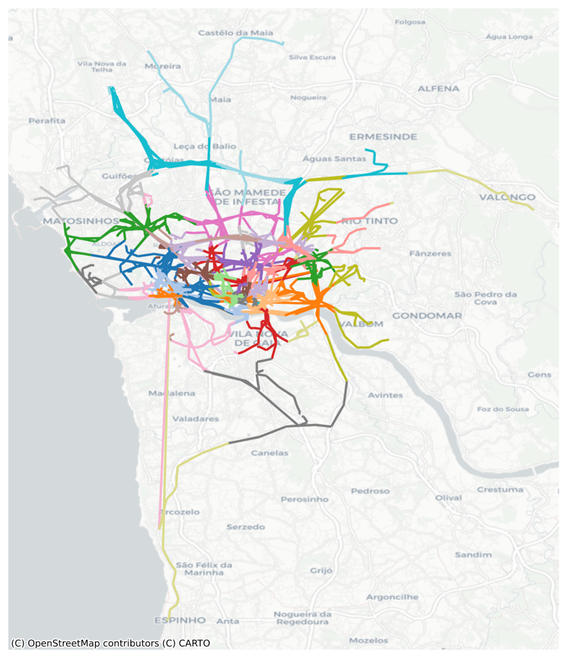 Folgosa
Castêlo da Maia
Água Longa
Silva Escura
Vila Nova da
Telha
Moreira
ALFENA
Maia
Nogueira
Perafita
ERMESINDE
Leça do Balio
Águas Santas
Guifões
SÃO MAMEDE
DE INFESTA
VALONGO
MATOSINHOS
RIO TINTO
Fânzeres
São Pedro da
Cova
GONDOMAR
VALBOM
VILA NOVA
DE GAIA
Gens
Madalena
Avintes
Foz do Sousa
Valadares
Canelas
Crestuma
Pedroso
Olival
Perosinho
Arcozelo
Serzedo
Sandim
São Félix da
Marinha
Grijó
Argoncilhe
ESPINHO
Anta
Nogueira da
Regedoura
Mozelos
(C) OpenStreetMap contributors (C) CARTO